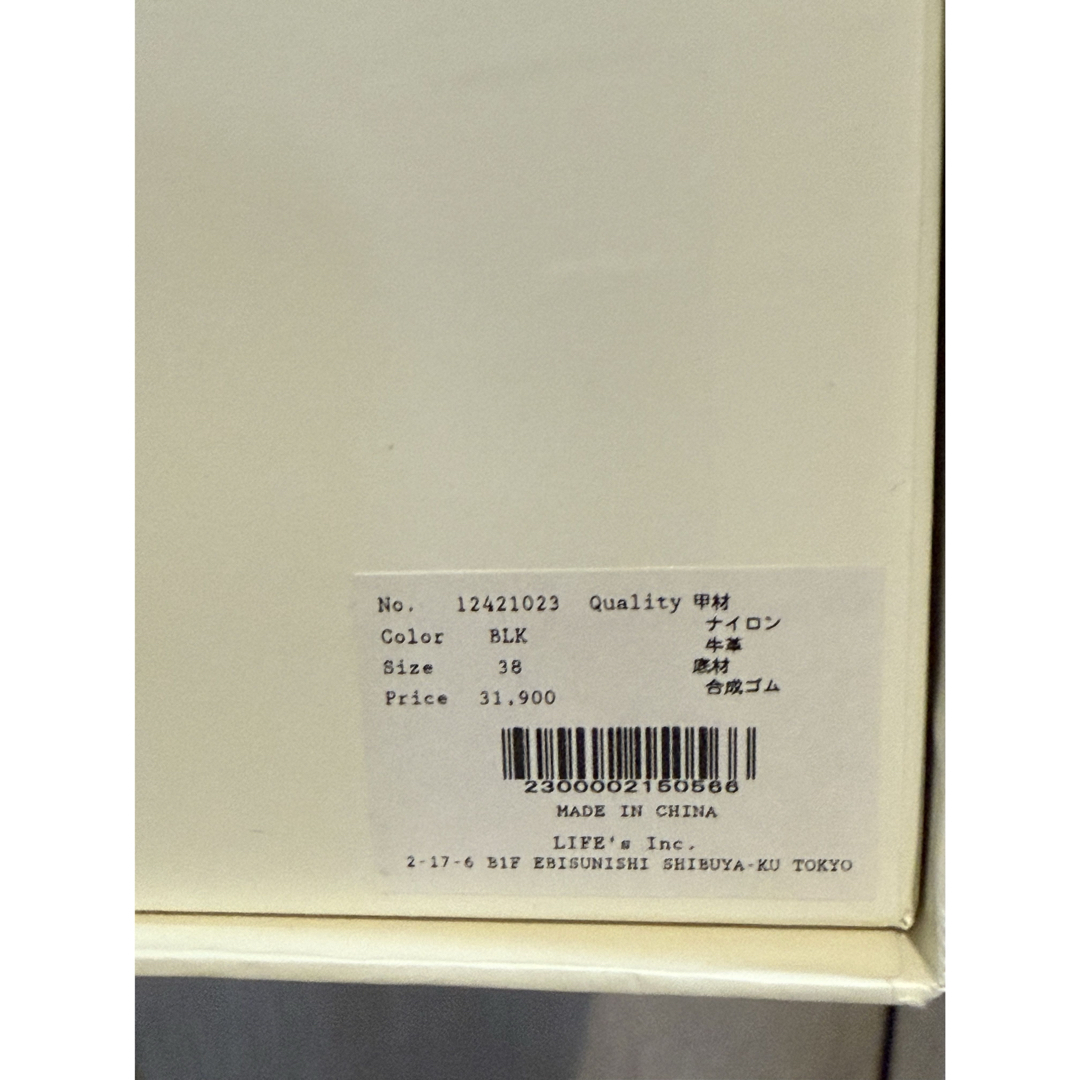 No. 12421023 Quality 甲材
ナイロン
Color BLK
牛革
Size 38
底材
合成ゴム
Price 31,900
2300002150566
MADE IN CHINA
LIFE's Inc.
2-17-6 B1F EBISUNISHI SHIBUYA-KU TOKYO